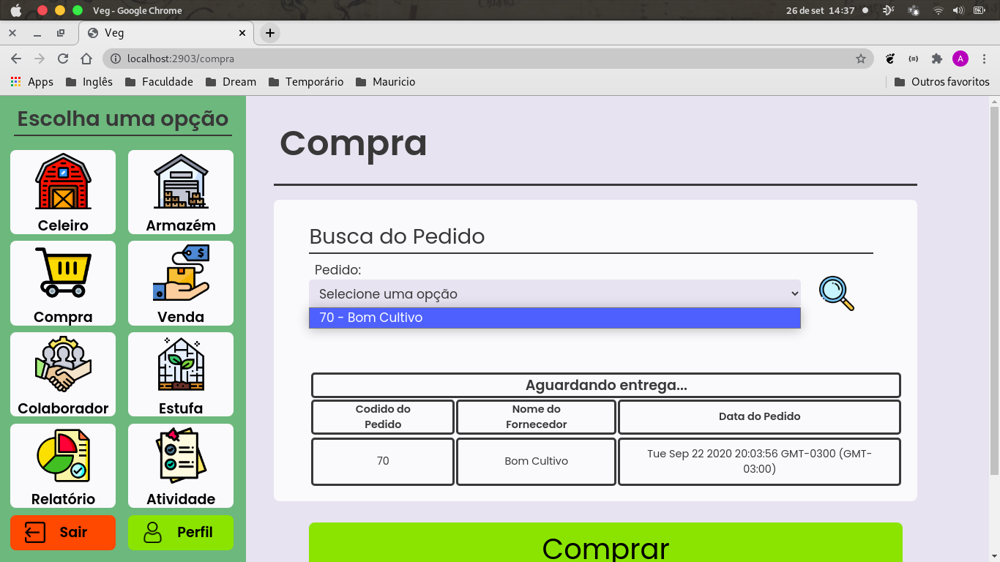 Veg - Google Chrome
26 de set 14:37
Veg
localhost:2903/compra
A
Apps Inglês Faculdade Dream Temporário Mauricio Outros favoritos
Escolha uma opção
Celeiro Armazém
Compra Venda
Colaborador Estufa
Relatório Atividade
Sair Perfil
Compra
Busca do Pedido
Pedido:
Selecione uma opção
70 - Bom Cultivo
Aguardando entrega...
Codido do
Pedido
Nome do
Fornecedor
Data do Pedido
70
Bom Cultivo
Tue Sep 22 2020 20:03:56 GMT-0300 (GMT-
03:00)
Comprar